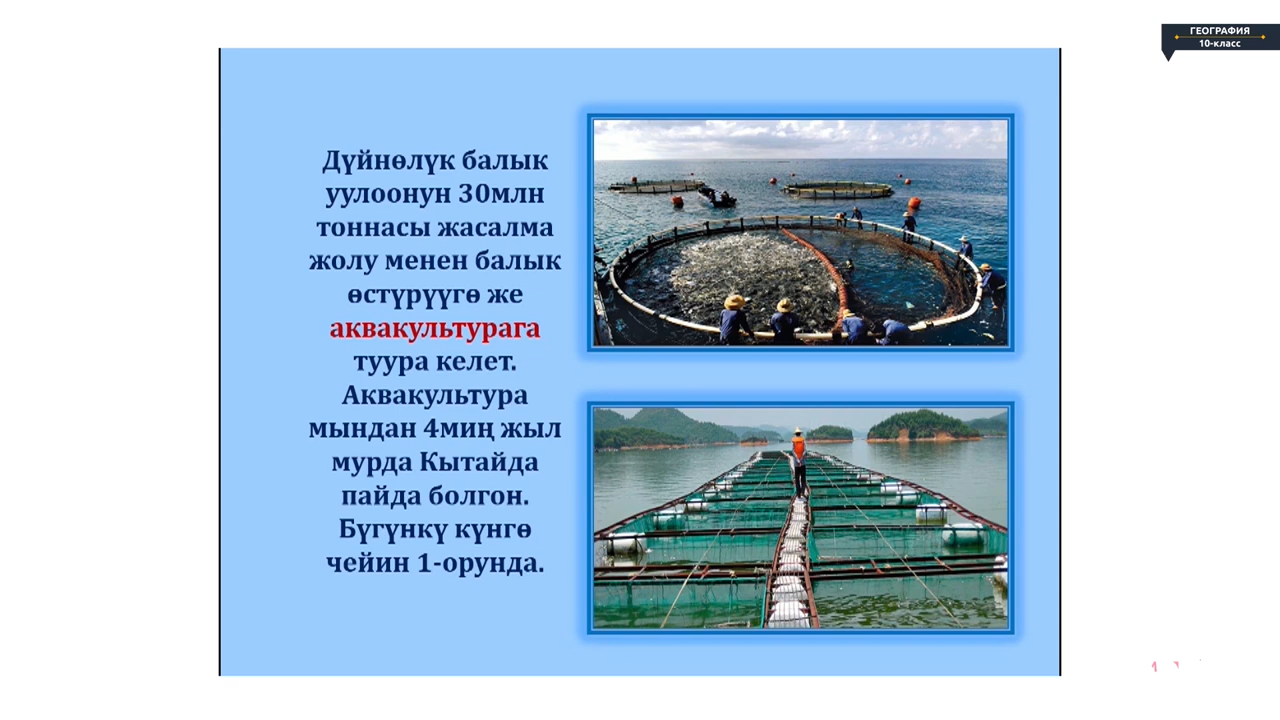 ГЕОГРАФИЯ
10-класс
Дүйнөлүк балык
уулоонун 30млн
тоннасы жасалма
жолу менен балык
өстүрүүгө же
аквакультурага
туура келет.
Аквакультура
мындан 4миң жыл
мурда Кытайда
пайда болгон.
Бүгүнкү күнгө
чейин 1-орунда.